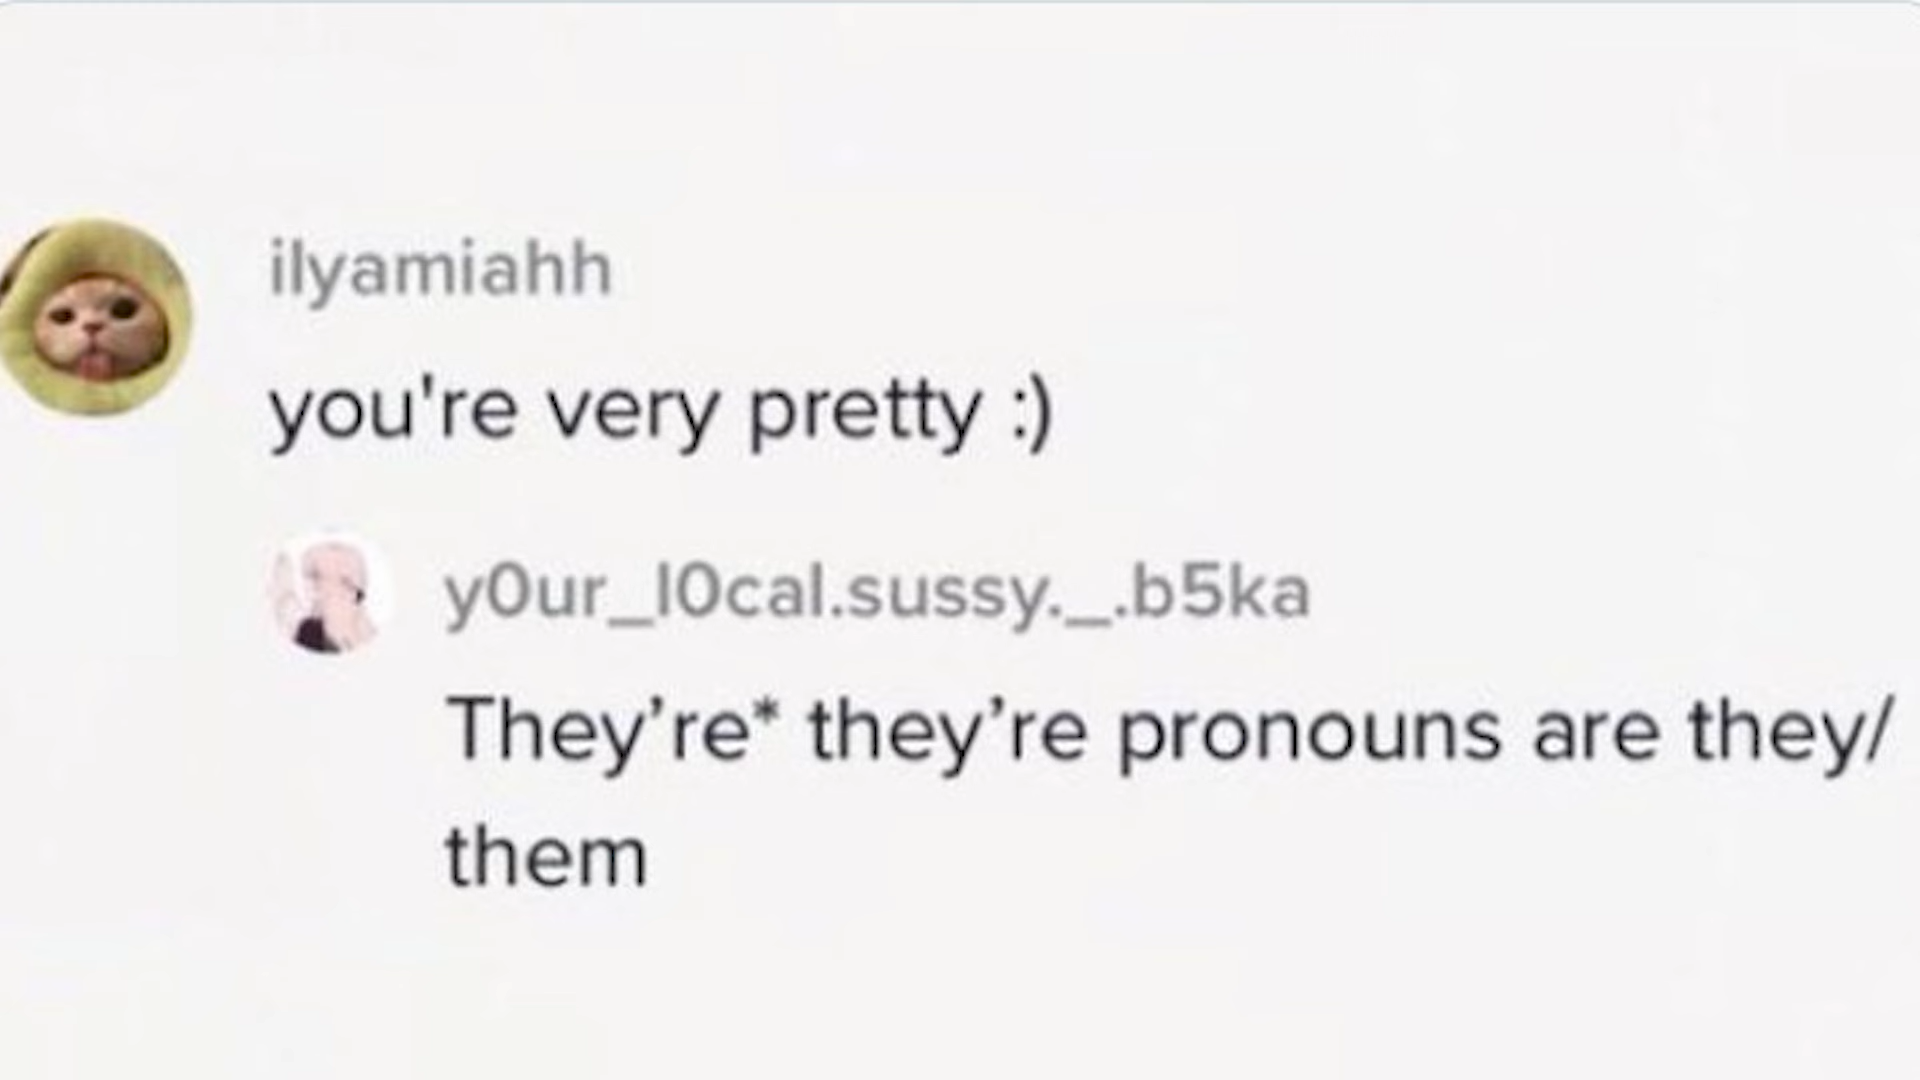 ilyamiahh
you're very pretty :)
y0ur_l0cal.sussy._.b5ka
They’re* they’re pronouns are they/
them